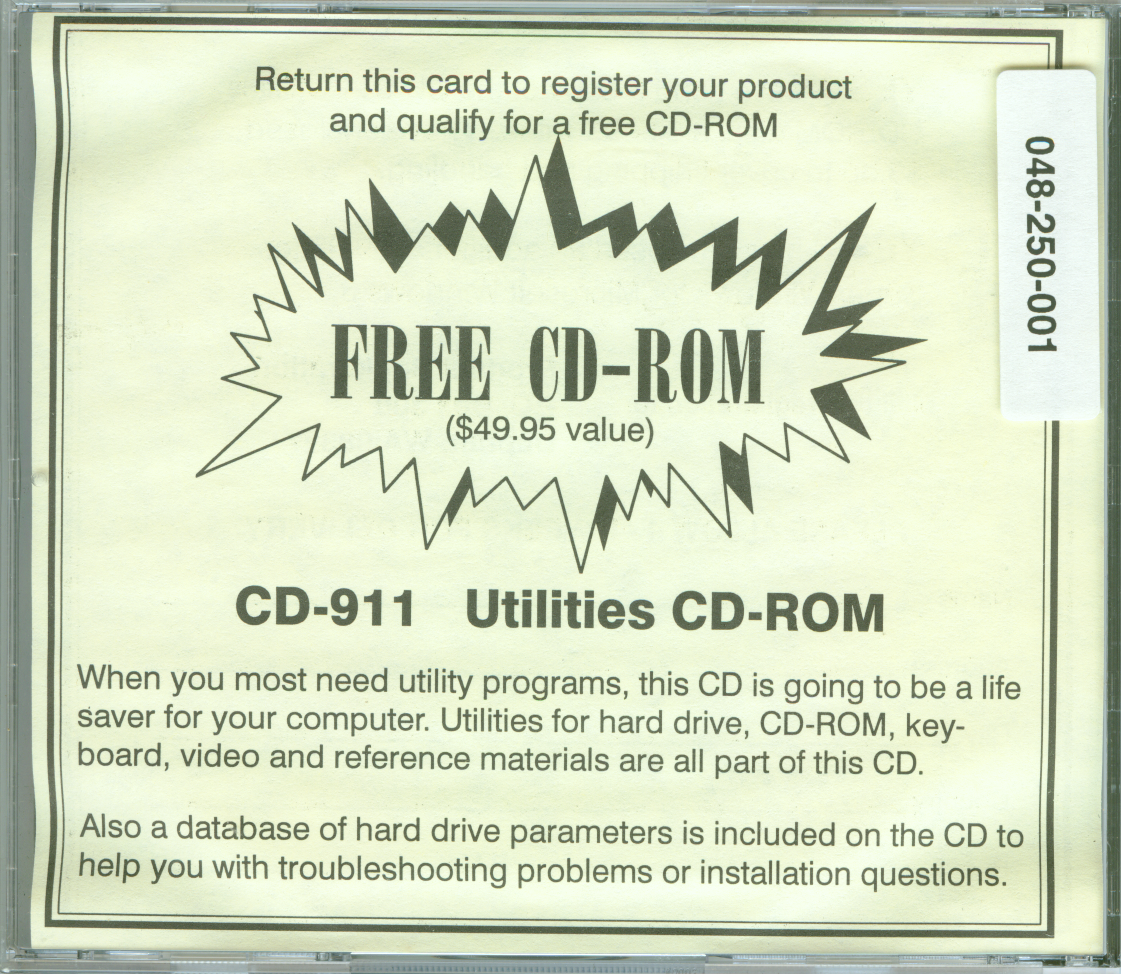 Return this card to register your product
and qualify for a free CD-ROM
048-250-001
FREE CD-ROM
($49.95 value)
CD-911 Utilities CD-ROM
When you most need utility programs, this CD is going to be a life
saver for your computer. Utilities for hard drive, CD-ROM, key-
board, video and reference materials are all part of this CD.
Also a database of hard drive parameters is included on the CD to
help you with troubleshooting problems or installation questions.